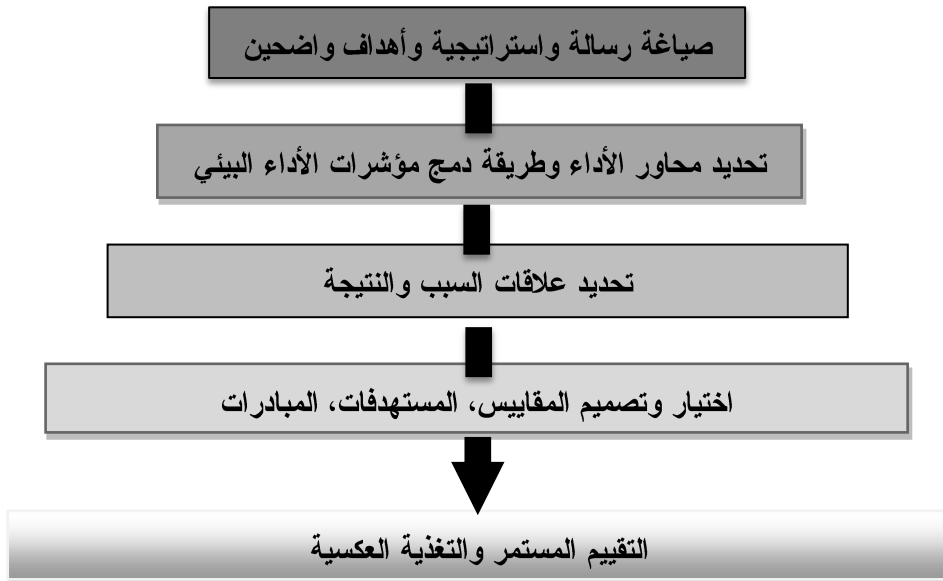 صياغة رسالة واستراتيجية وأهداف واضحين
تحديد محاور الأداء وطريقة دمج مؤشرات الأداء البيئي
تحديد علاقات السبب والنتيجة
اختيار وتصميم المقاييس، المستهدفات، المبادرات
التقييم المستمر والتغذية العكسية